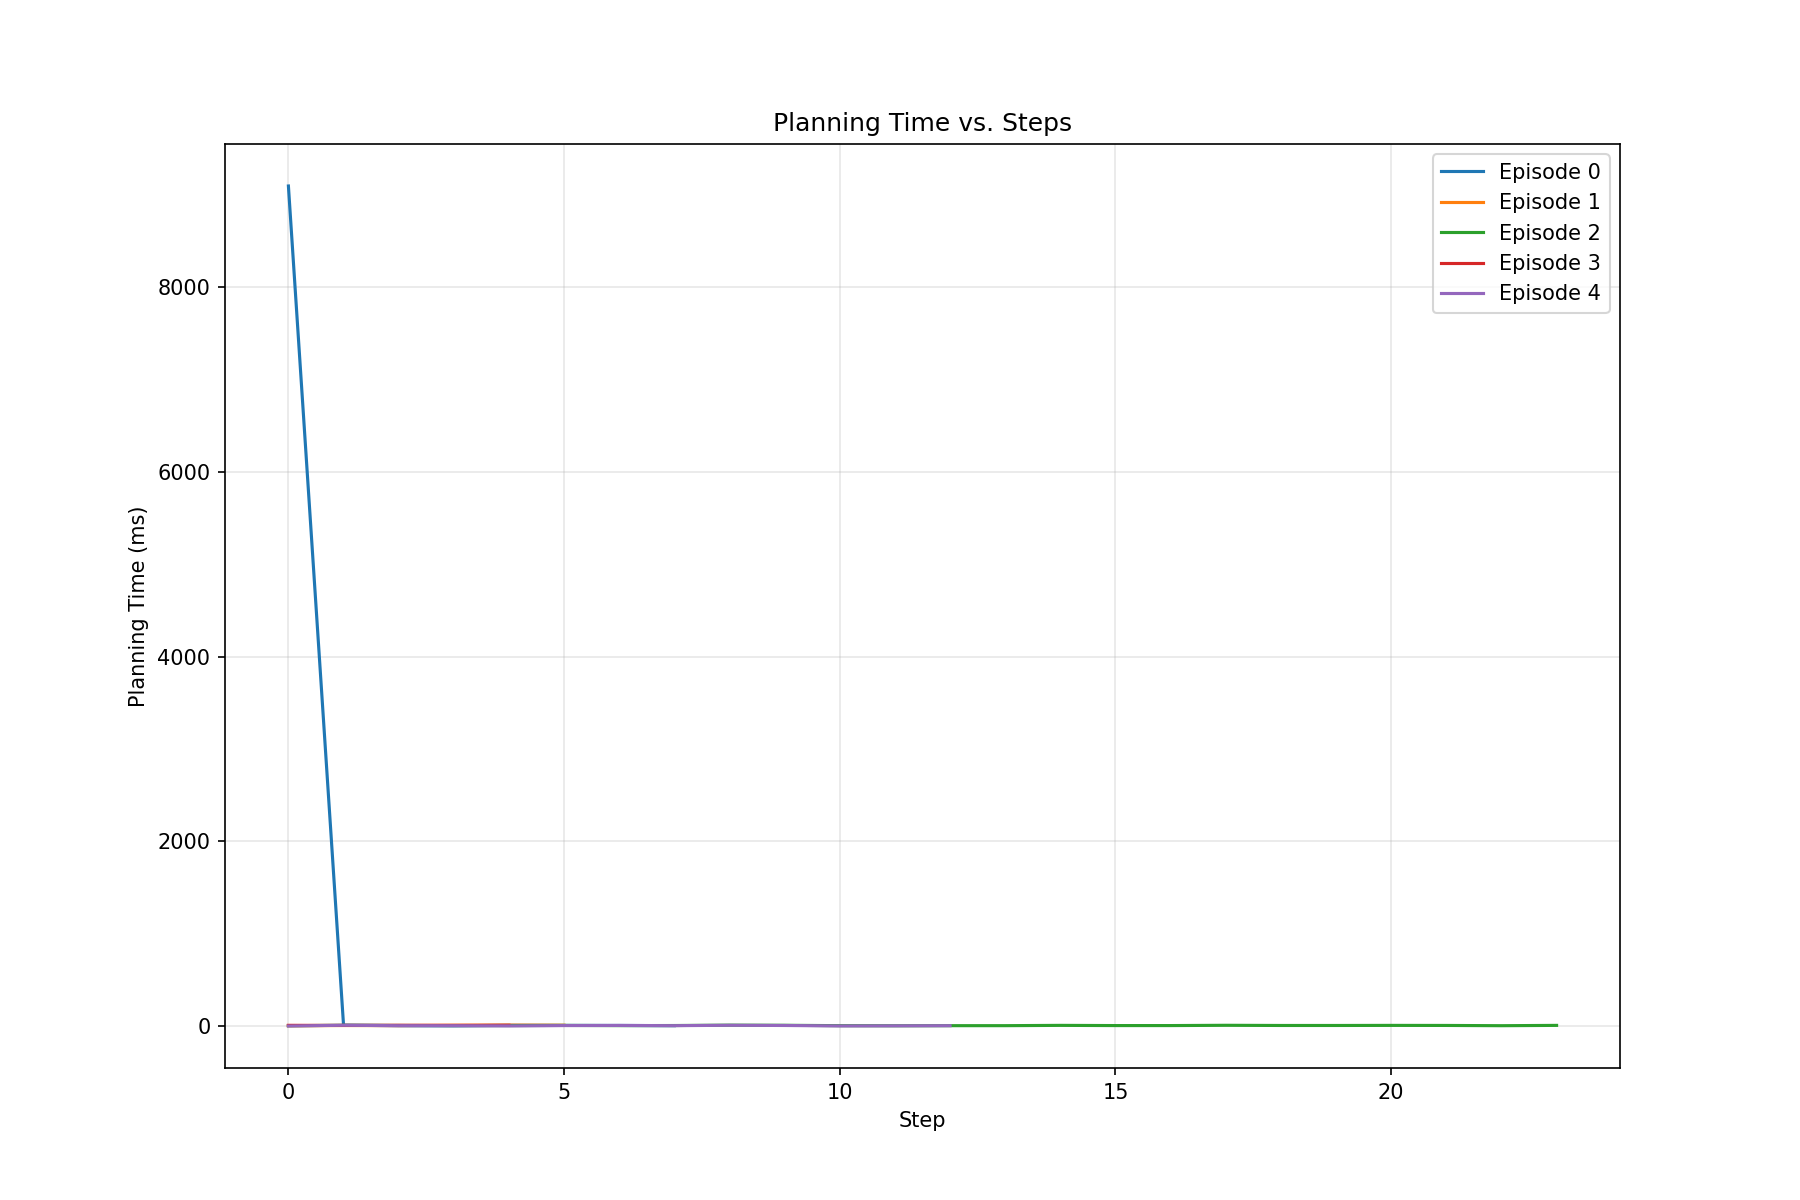 Planning Time vs. Steps
Episode 0
Episode 1
Episode 2
Episode 3
Episode 4
8000
6000
4000
2000
0
Planning Time (ms)
0 5 10 15 20
Step